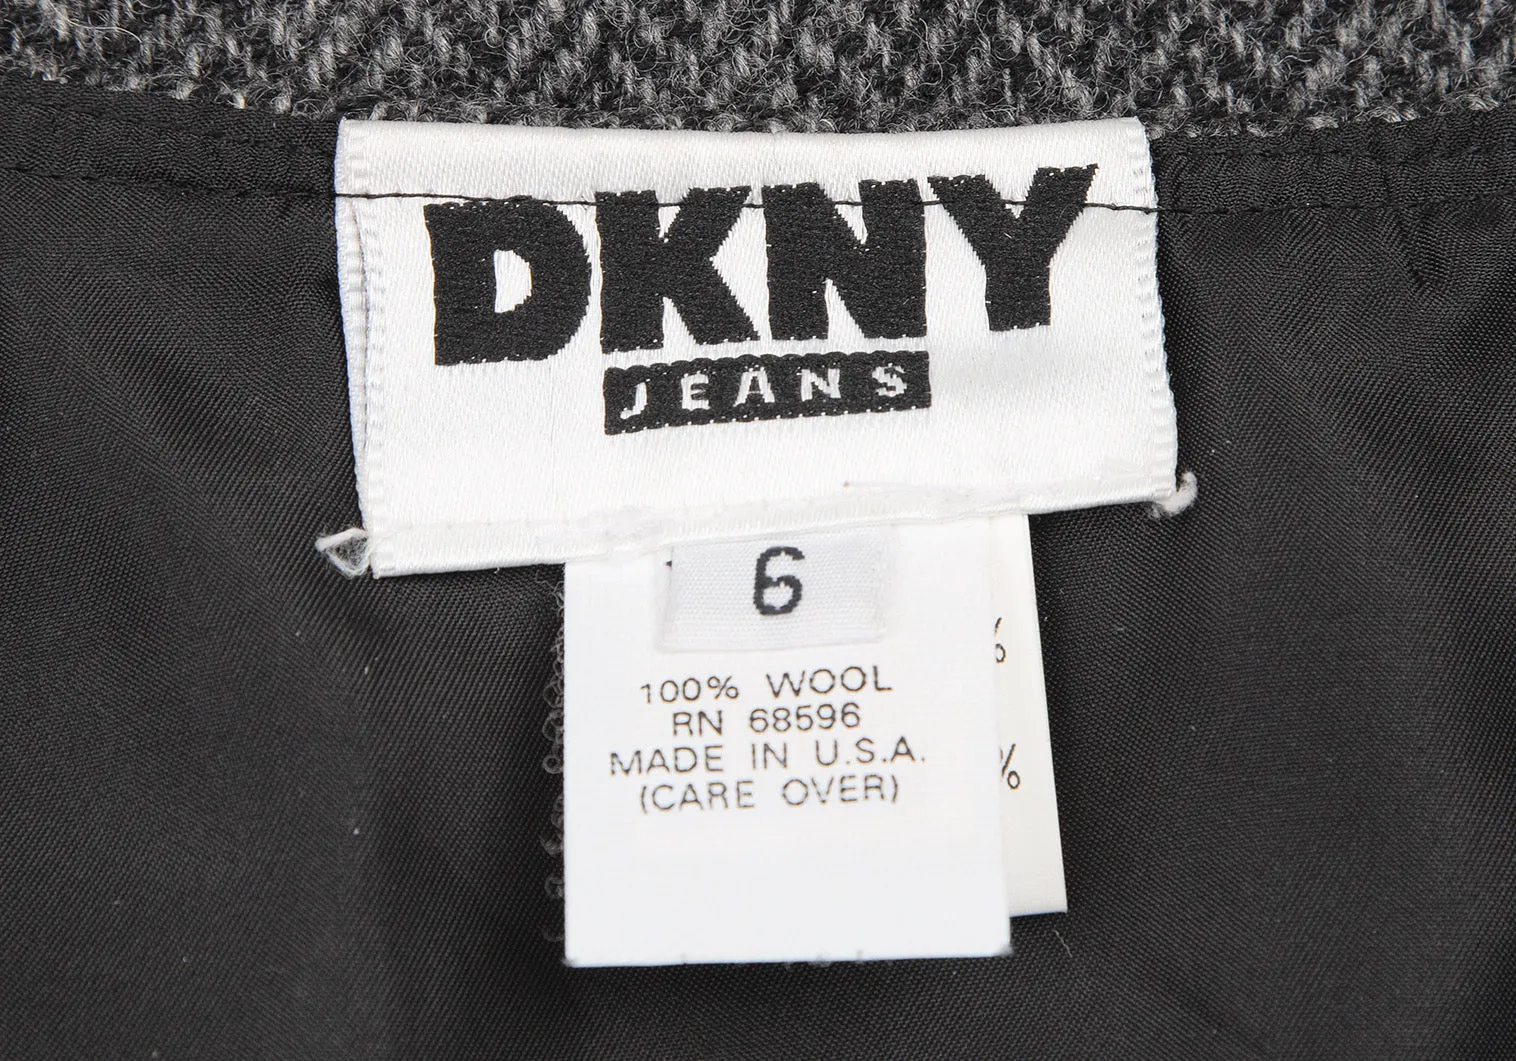 DKNY
JEANS
6
100% WOOL
RN 68596
MADE IN U.S.A.
(CARE OVER)
%
%